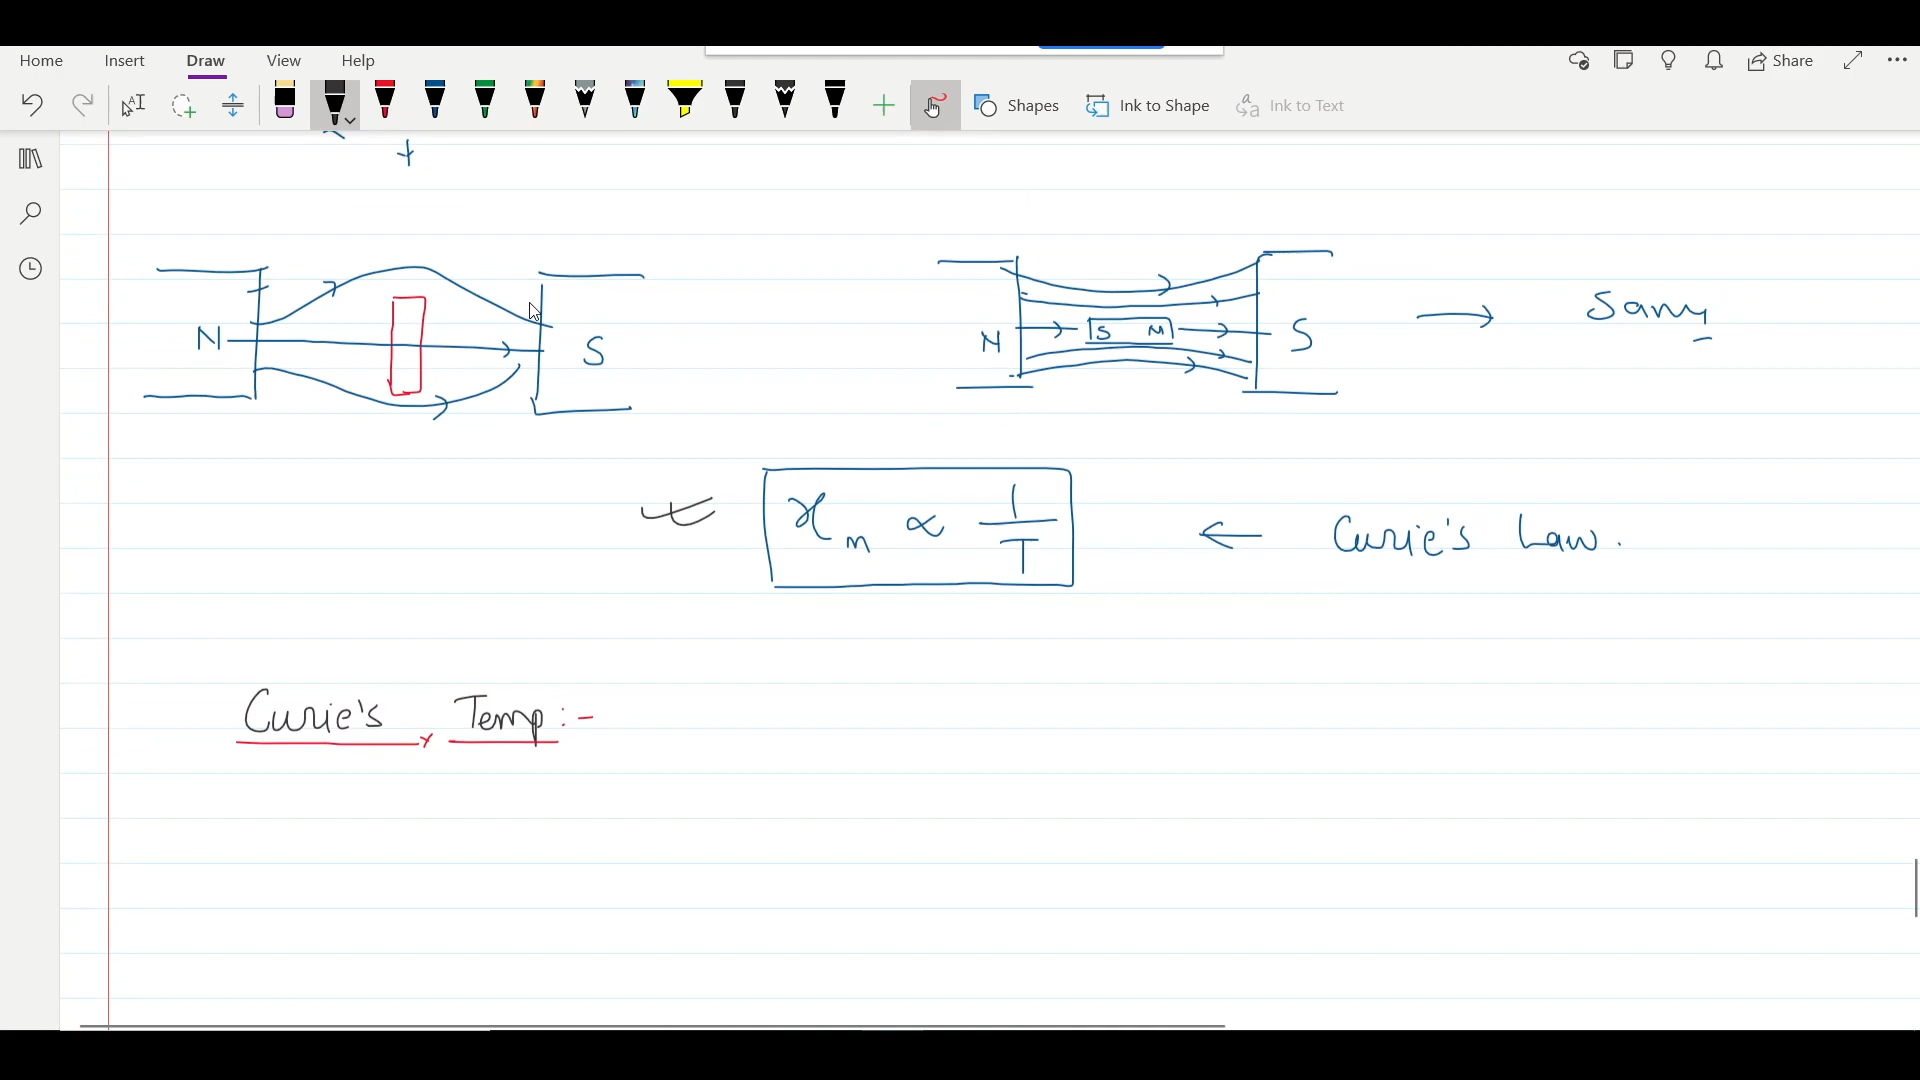 Home Insert Draw View Help Share
Shapes Ink to Shape Ink to Text
+
N S N S N S →
χm ∝ 1/T ← Curie's Law.
Curie's Temp :-